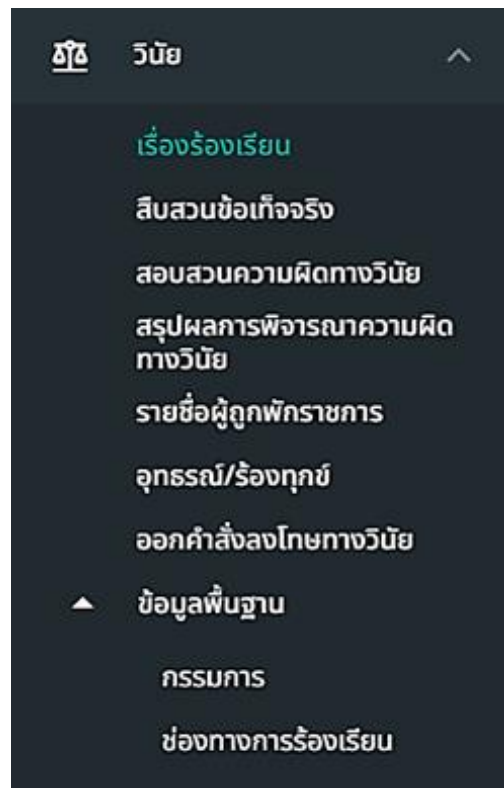 วินัย
เรื่องร้องเรียน
สืบสวนข้อเท็จจริง
สอบสวนความผิดทางวินัย
สรุปผลการพิจารณาความผิด
ทางวินัย
รายชื่อผู้ถูกพักราชการ
อุทธรณ์/ร้องทุกข์
ออกคำสั่งลงโทษทางวินัย
ข้อมูลพื้นฐาน
กรรมการ
ช่องทางการร้องเรียน